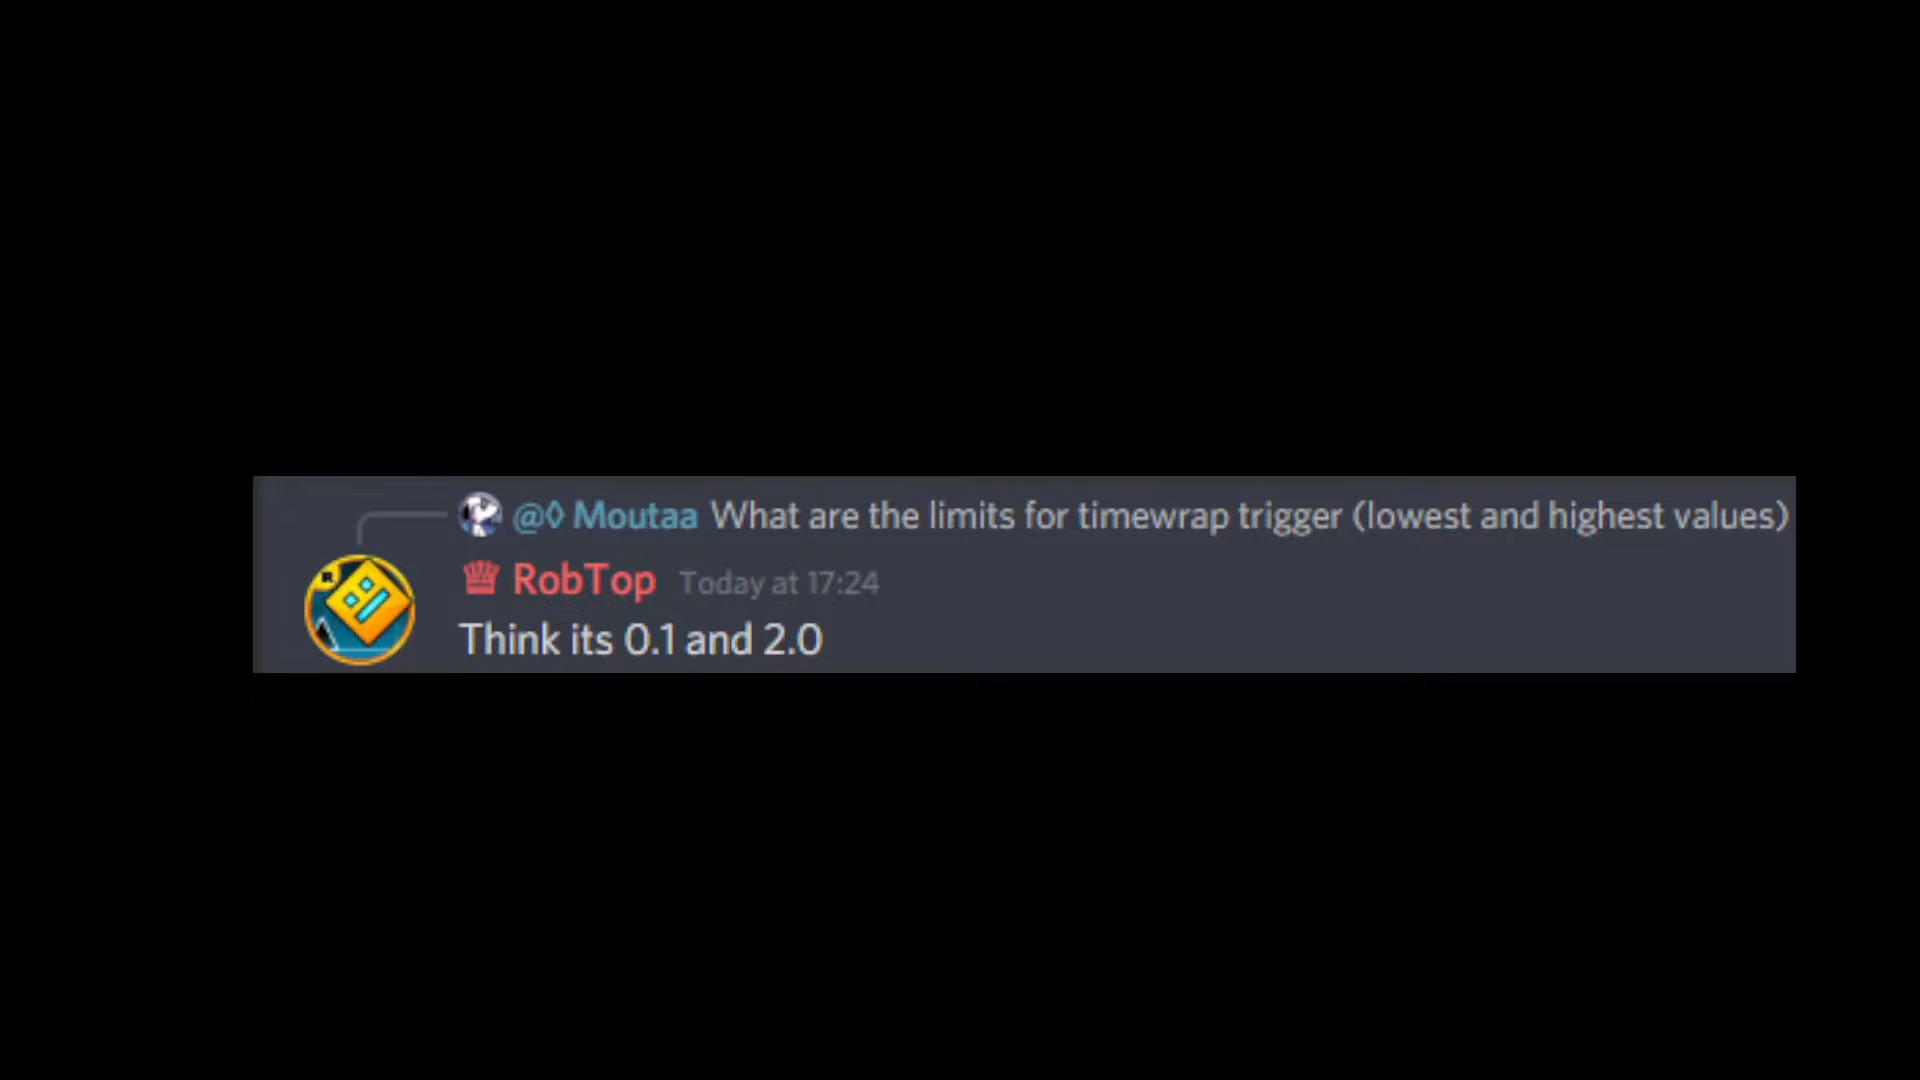 @◊ Moutaa What are the limits for timewrap trigger (lowest and highest values)
RobTop Today at 17:24
Think its 0.1 and 2.0